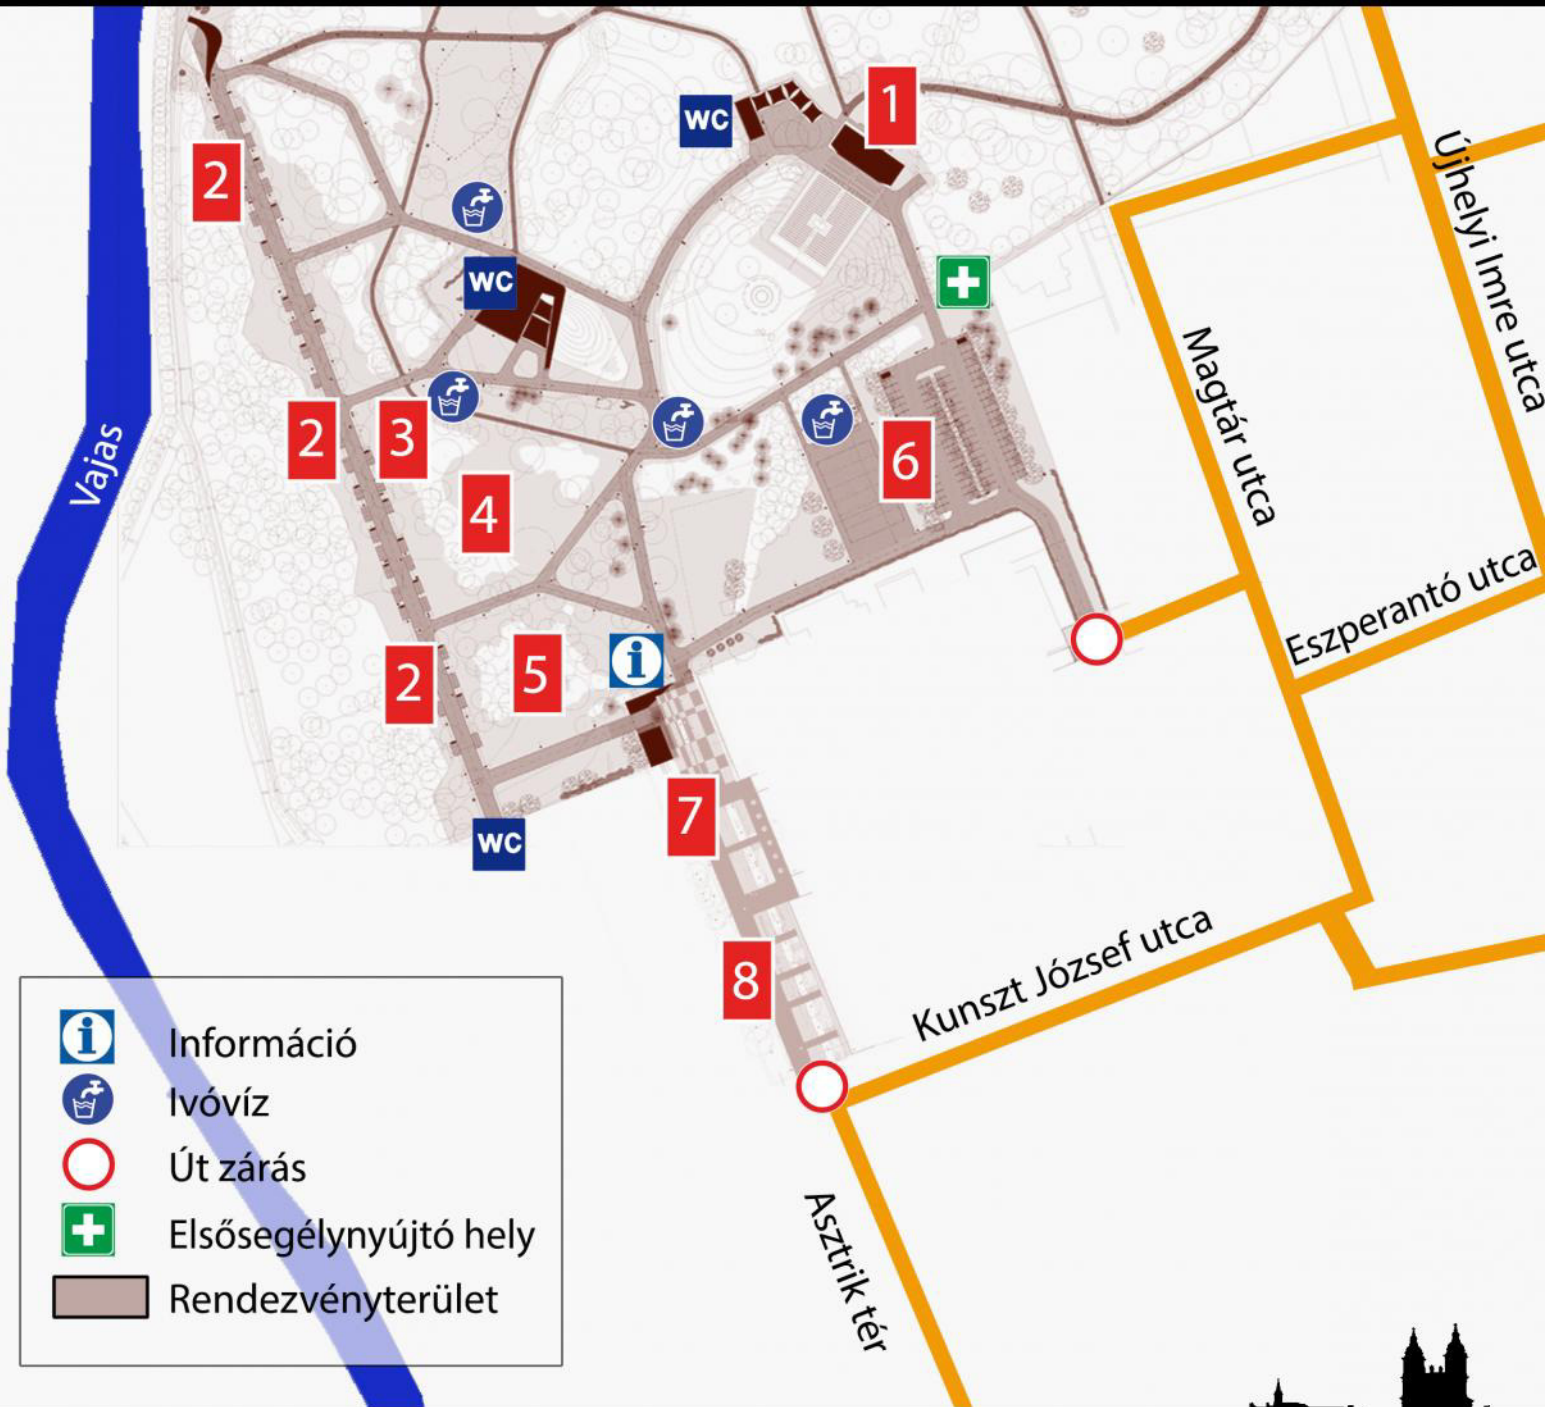 1
WC
2
WC
Újhelyi Imre utca
Magtár utca
2
3
6
Vajas
4
Eszperantó utca
i
5
2
7
WC
Kunszt József utca
8
i Információ
Ivóvíz
Út zárás
Elsősegélynyújtó hely
Rendezvényterület
Asztrik tér